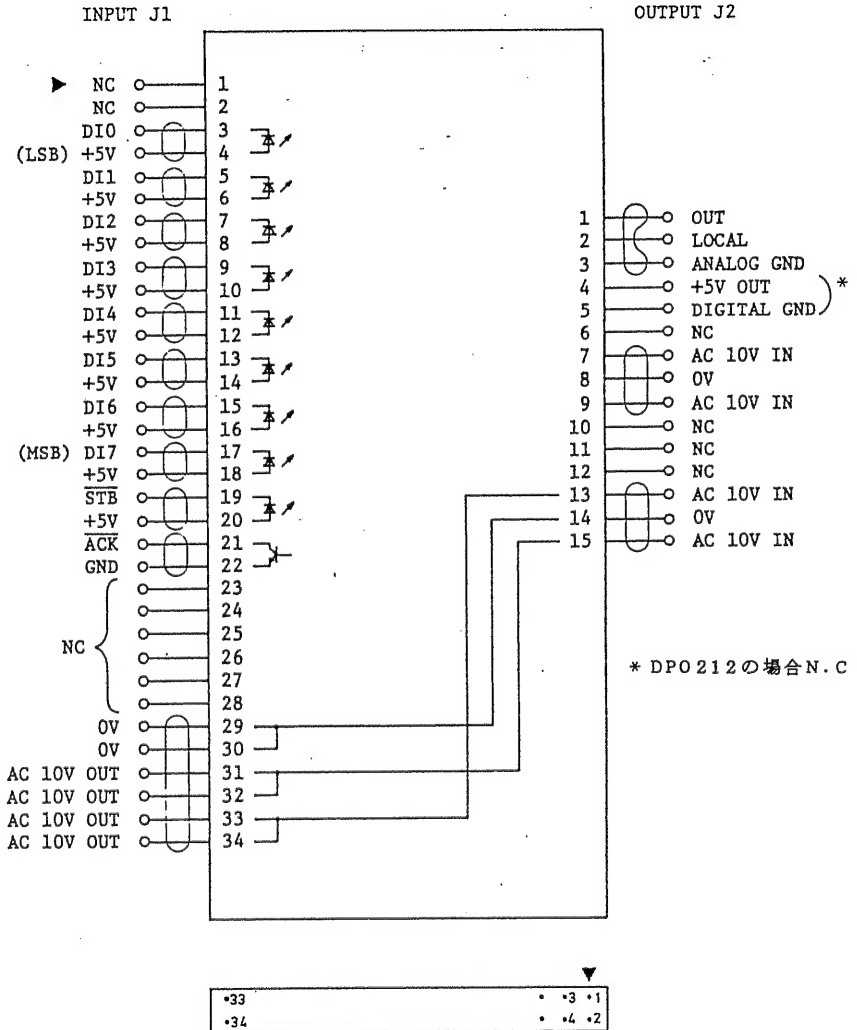 INPUT J1
OUTPUT J2
NC 1
NC 2
DI0 3
(LSB) +5V 4
DI1 5
+5V 6
DI2 7
+5V 8
DI3 9
+5V 10
DI4 11
+5V 12
DI5 13
+5V 14
DI6 15
+5V 16
(MSB) DI7 17
+5V 18
S̅T̅B̅ 19
+5V 20
A̅C̅K̅ 21
GND 22
NC
23
24
25
26
27
28
0V 29
0V 30
AC 10V OUT 31
AC 10V OUT 32
AC 10V OUT 33
AC 10V OUT 34
1 OUT
2 LOCAL
3 ANALOG GND
4 +5V OUT
5 DIGITAL GND *
6 NC
7 AC 10V IN
8 0V
9 AC 10V IN
10 NC
11 NC
12 NC
13 AC 10V IN
14 0V
15 AC 10V IN
* DPO212の場合N.C
•33 • •3 •1
•34 • •4 •2